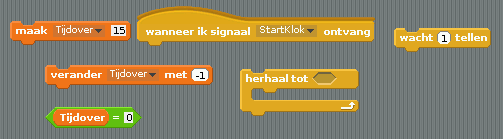 maak Tijdover 15
wanneer ik signaal StartKlok ontvang
wacht 1 tellen
verander Tijdover met -1
herhaal tot
Tijdover = 0